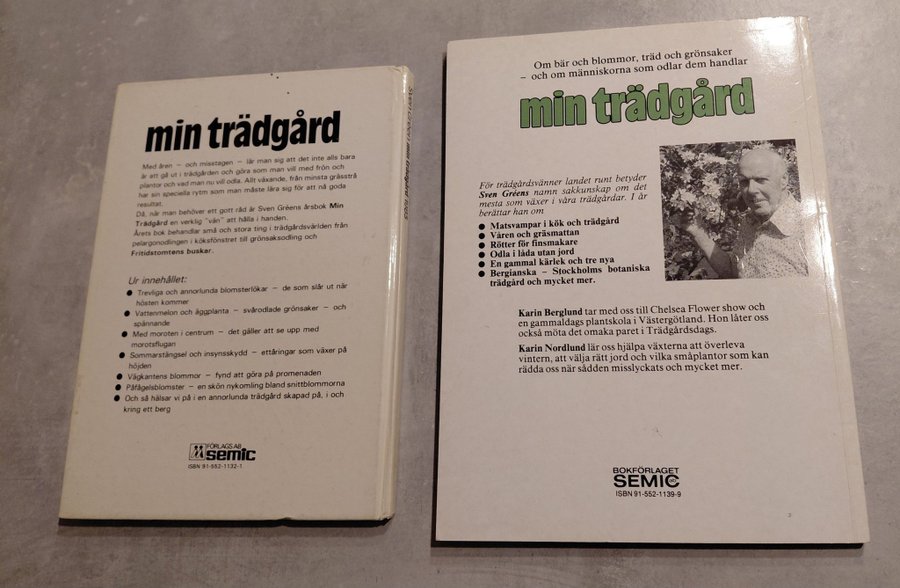 min trädgård
Med åren – och misstagen – lär man sig att det inte alls bara
är att gå ut i trädgården och göra som man vill med frön och
plantor och vad man nu vill odla. Allt växande, från minsta grässtrå
har sin speciella rytm som man måste lära sig för att nå goda
resultat.
Då, när man behöver ett gott råd är Sven Gréens årsbok Min
Trädgård en verklig "vän" att hålla i handen.
Årets bok behandlar små och stora ting i trädgårdsvärlden från
pelargonodlingen i köksfönstret till grönsaksodling och
Fritidstomtens buskar.
Ur innehållet:
● Trevliga och annorlunda blomsterlökar – de som slår ut när
hösten kommer
● Vattenmelon och äggplanta – svårodlade grönsaker – och
spännande
● Med moroten i centrum – det gäller att se upp med
morotsflugan
● Sommarstängsel och insynsskydd – ettåringar som växer på
höjden
● Vägkantens blommor – fynd att göra på promenaden
● Påfågelsblomster – en skön nykomling bland snittblommorna
● Och så hälsar vi på i en annorlunda trädgård skapad på, i och
kring ett berg
FÖRLAGS AB
semic
ISBN 91-552-1132-1
Om bär och blommor, träd och grönsaker
– och om människorna som odlar dem handlar
min trädgård
För trädgårdsvänner landet runt betyder
Sven Gréens namn sakkunskap om det
mesta som växer i våra trädgårdar. I år
berättar han om
● Matsvampar i kök och trädgård
● Våren och gräsmattan
● Rötter för finsmakare
● Odla i låda utan jord
● En gammal kärlek och tre nya
● Bergianska – Stockholms botaniska
trädgård och mycket mer.
Karin Berglund tar med oss till Chelsea Flower show och
en gammaldags plantskola i Västergötland. Hon låter oss
också möta det omaka paret i Trädgårdsdags.
Karin Nordlund lär oss hjälpa växterna att överleva
vintern, att välja rätt jord och vilka småplantor som kan
rädda oss när sådden misslyckats och mycket mer.
BOKFÖRLAGET
SEMIC
ISBN 91-552-1139-9